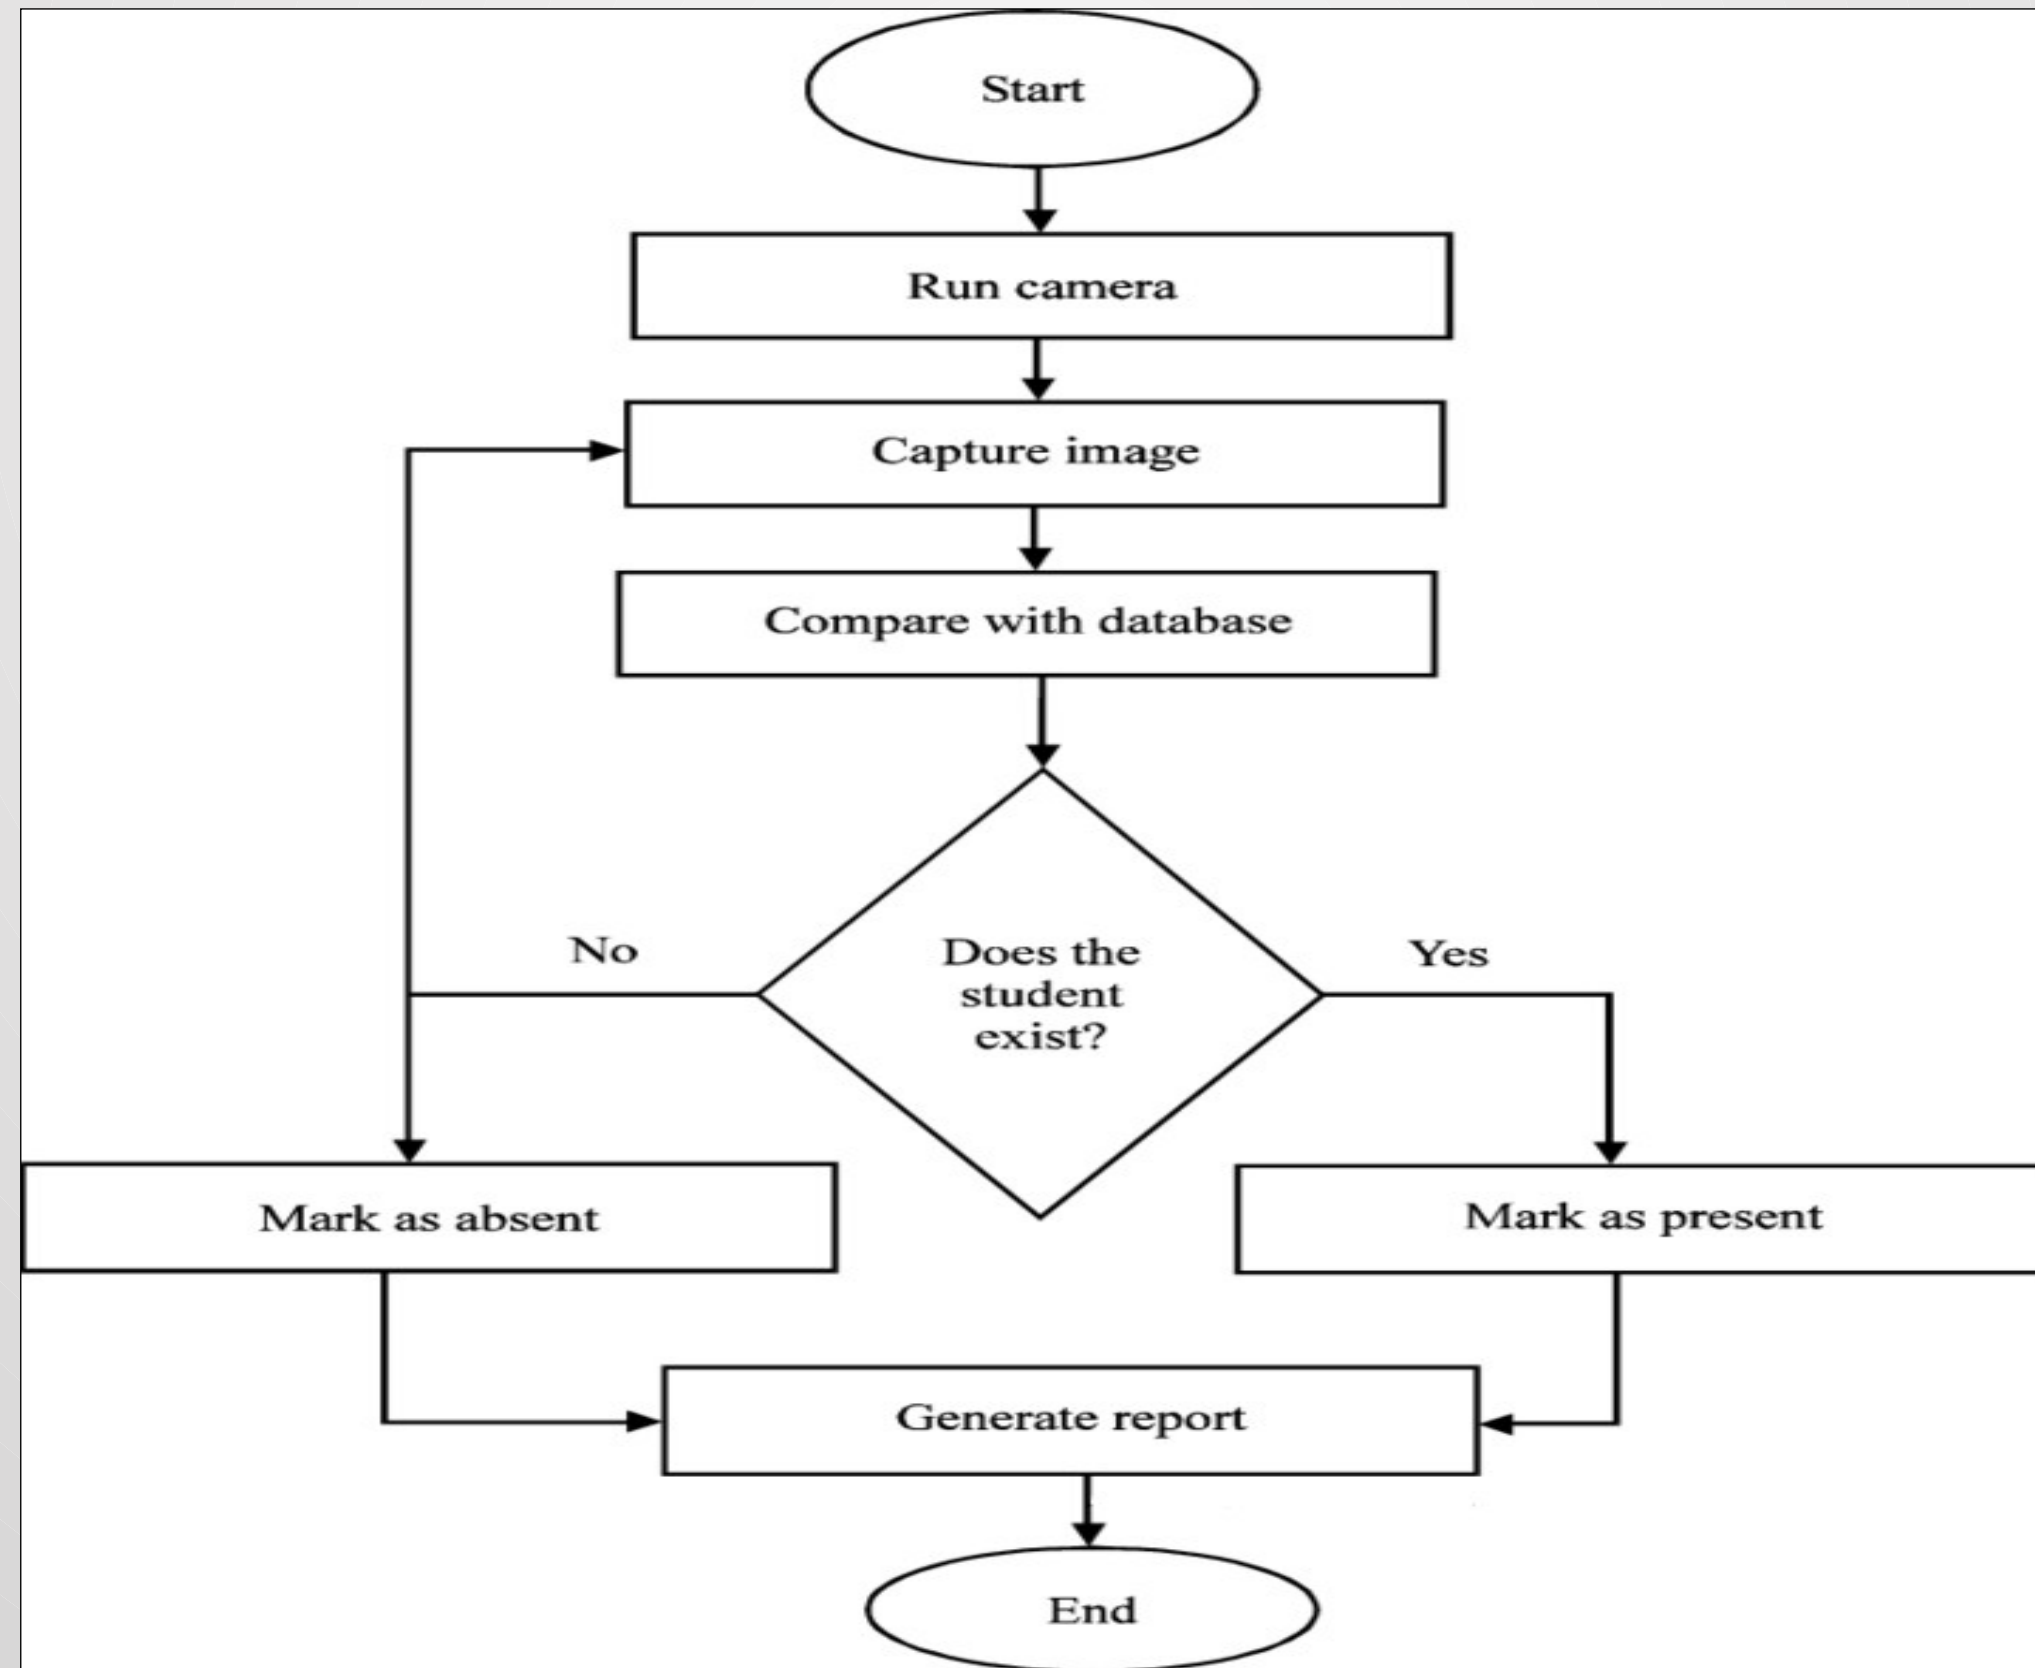 Start
Run camera
Capture image
Compare with database
No
Does the
student
exist?
Yes
Mark as absent
Mark as present
Generate report
End